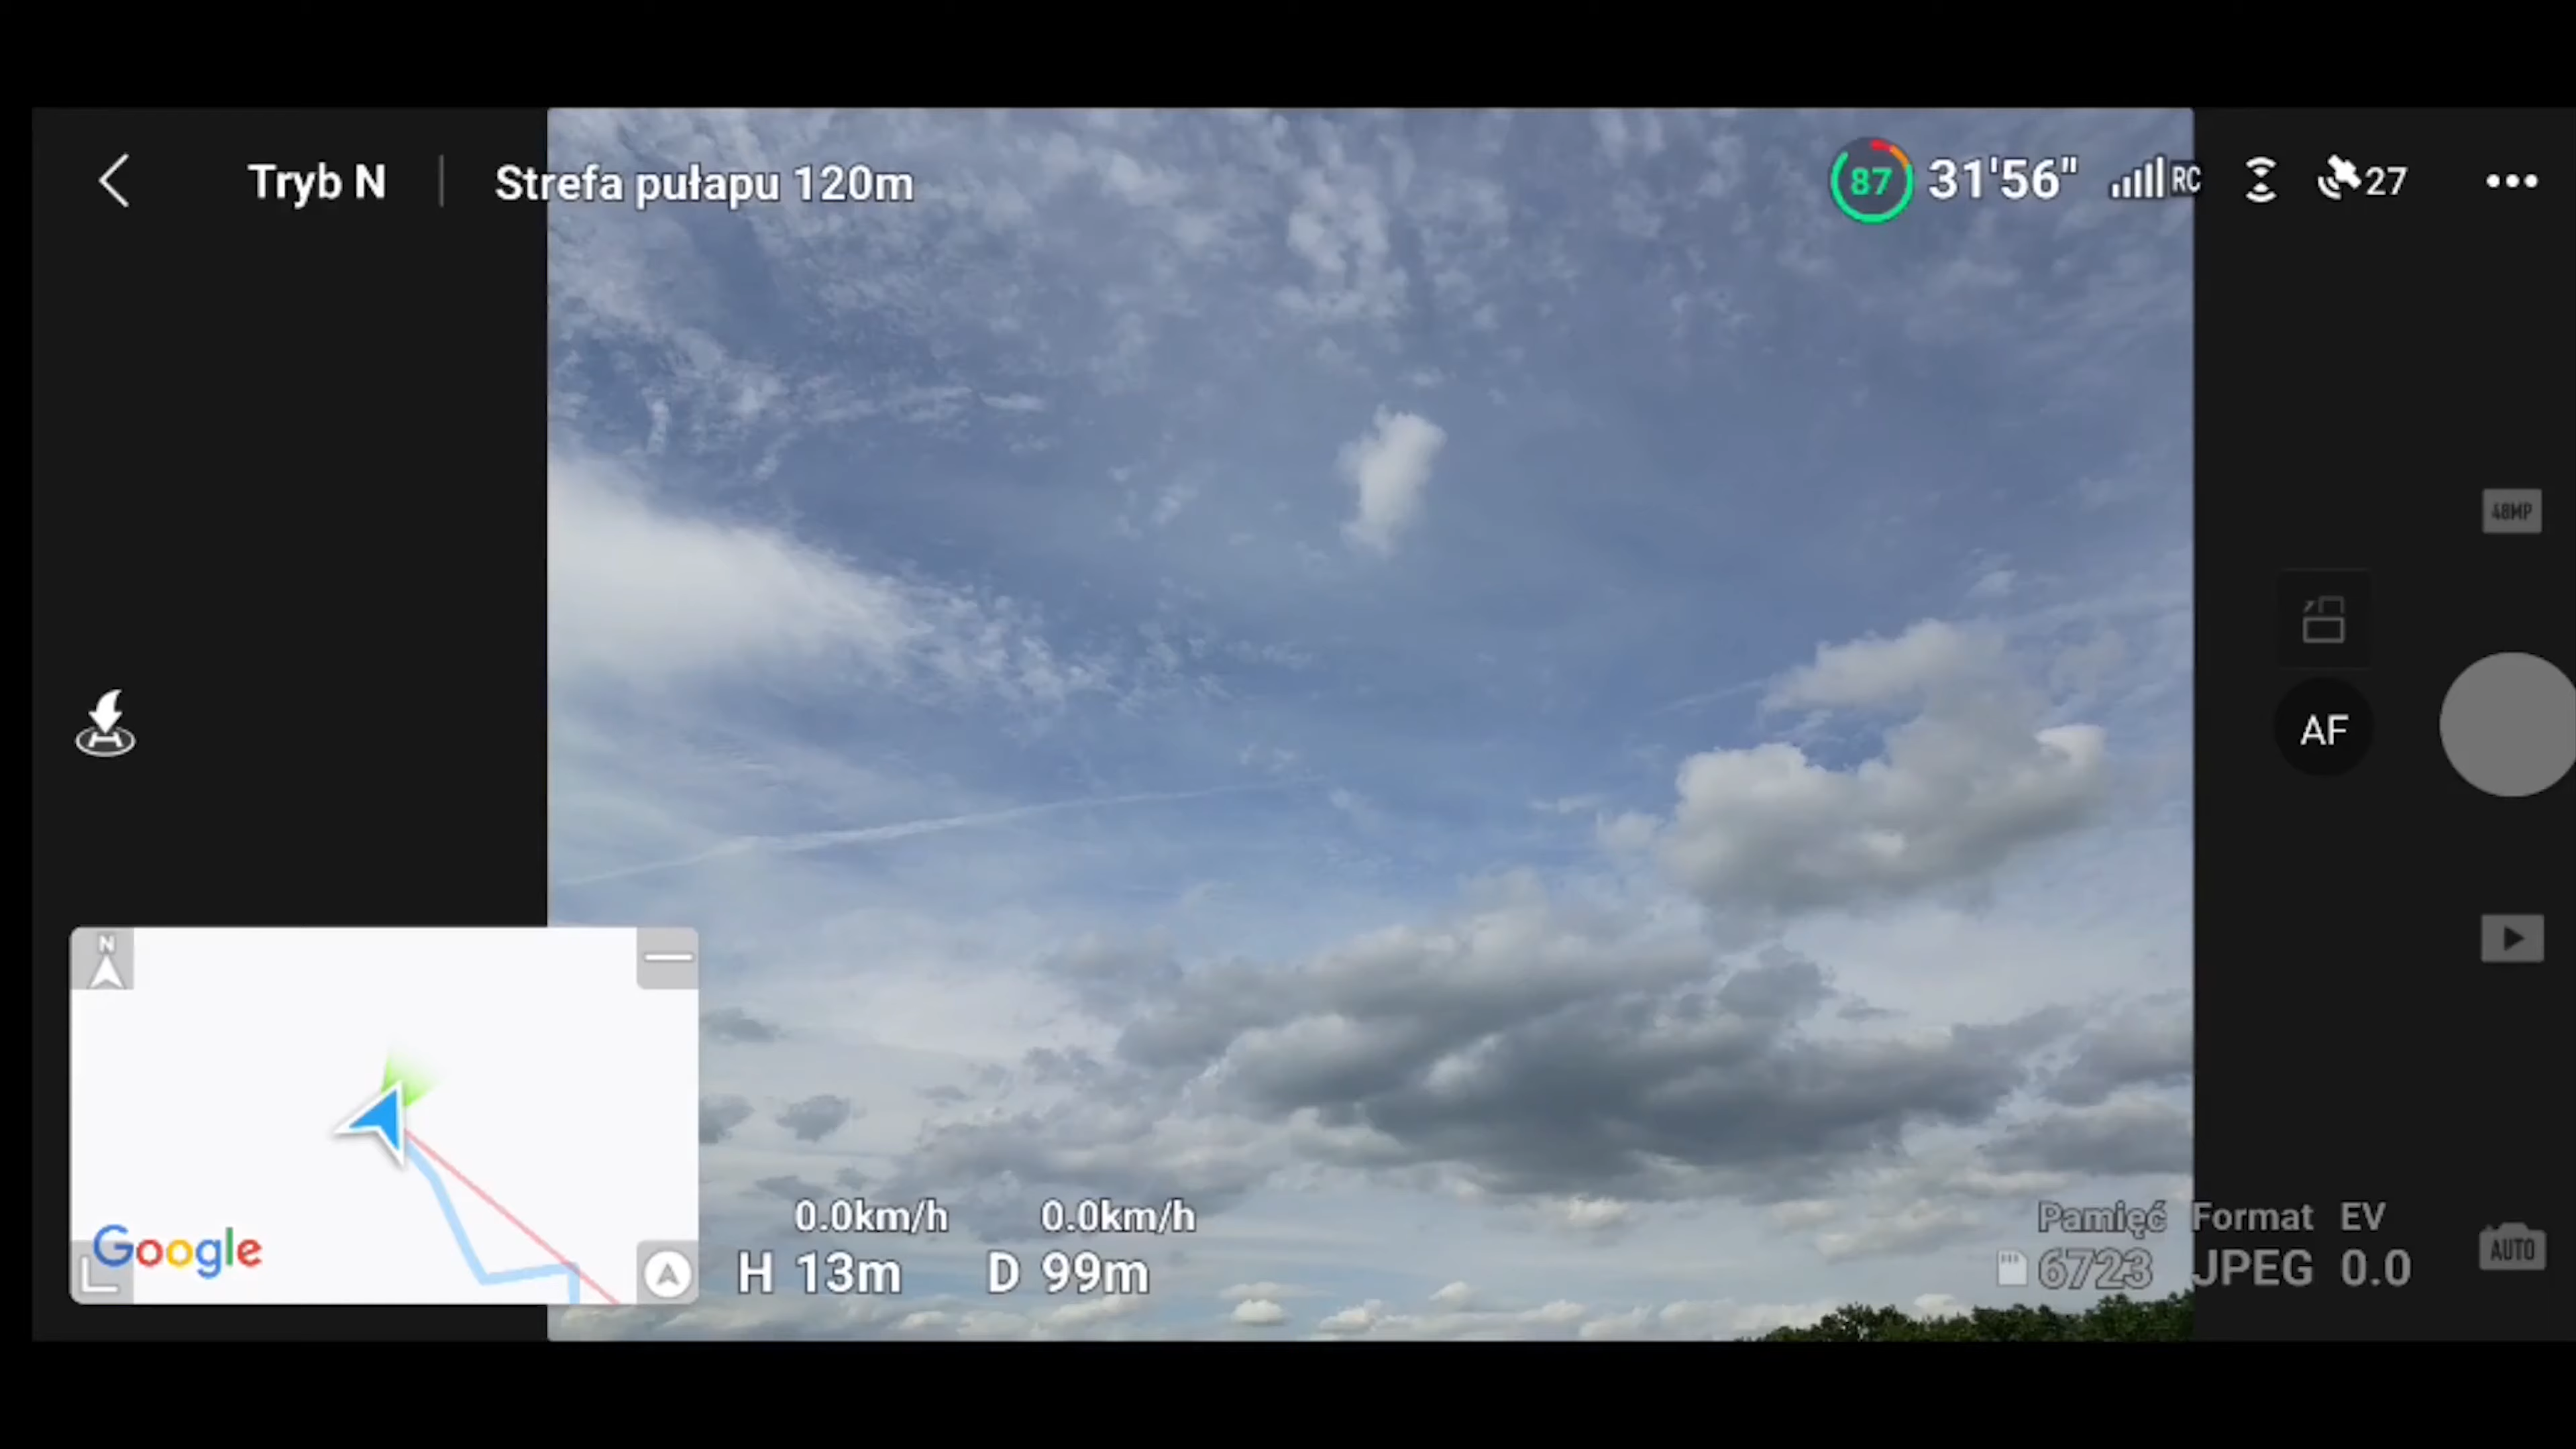 Tryb N
Strefa pułapu 120m
87
31'56"
RC
27
48MP
AF
N
Google
0.0km/h 0.0km/h
H 13m D 99m
Pamięć Format EV
6723 JPEG 0.0
AUTO